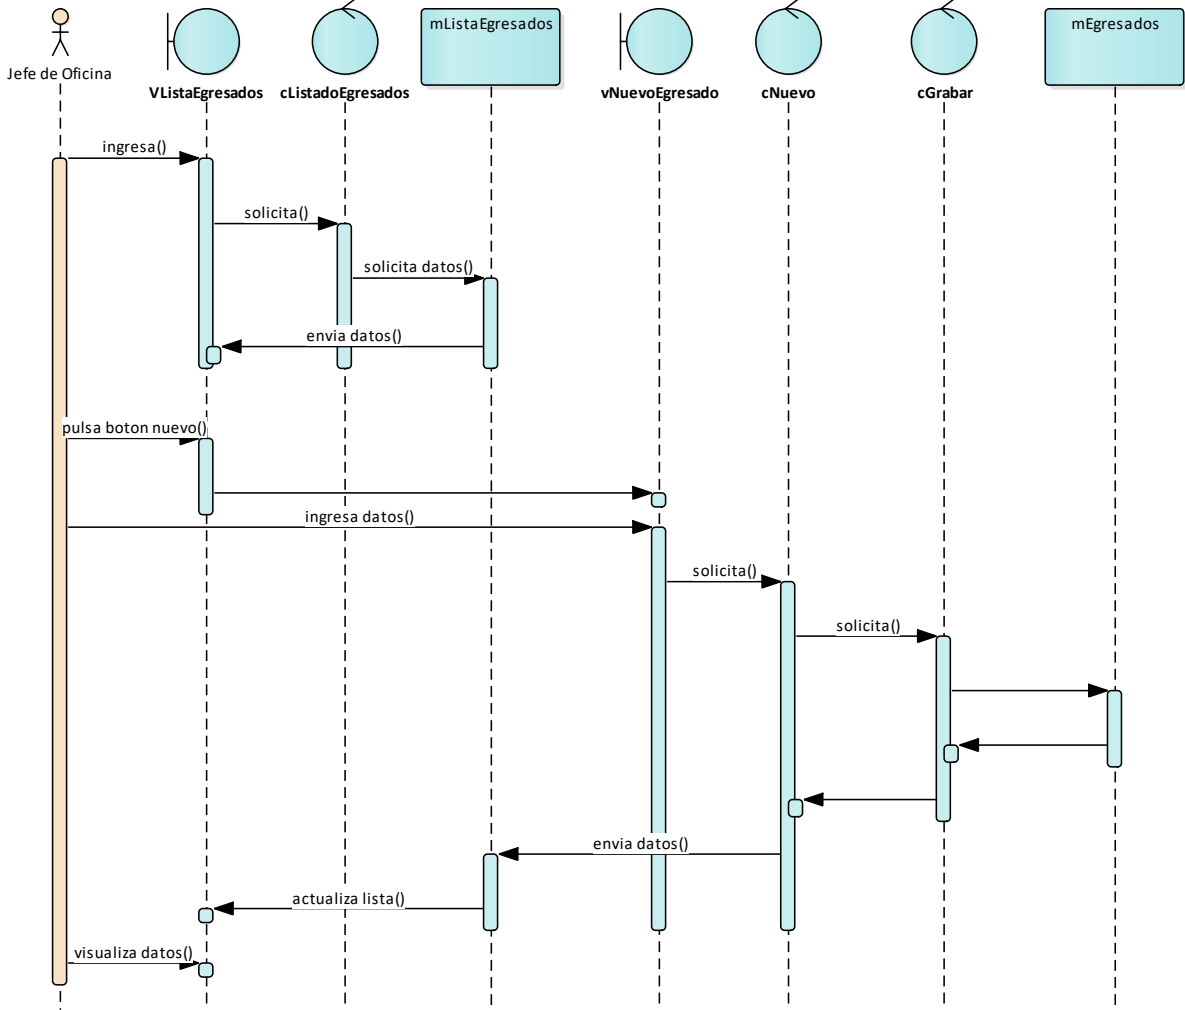 mListaEgresados
mEgresados
Jefe de Oficina
VListaEgresados
cListadoEgresados
vNuevoEgresado
cNuevo
cGrabar
ingresa()
solicita()
solicita datos()
envia datos()
pulsa boton nuevo()
ingresa datos()
solicita()
solicita()
envia datos()
actualiza lista()
visualiza datos()